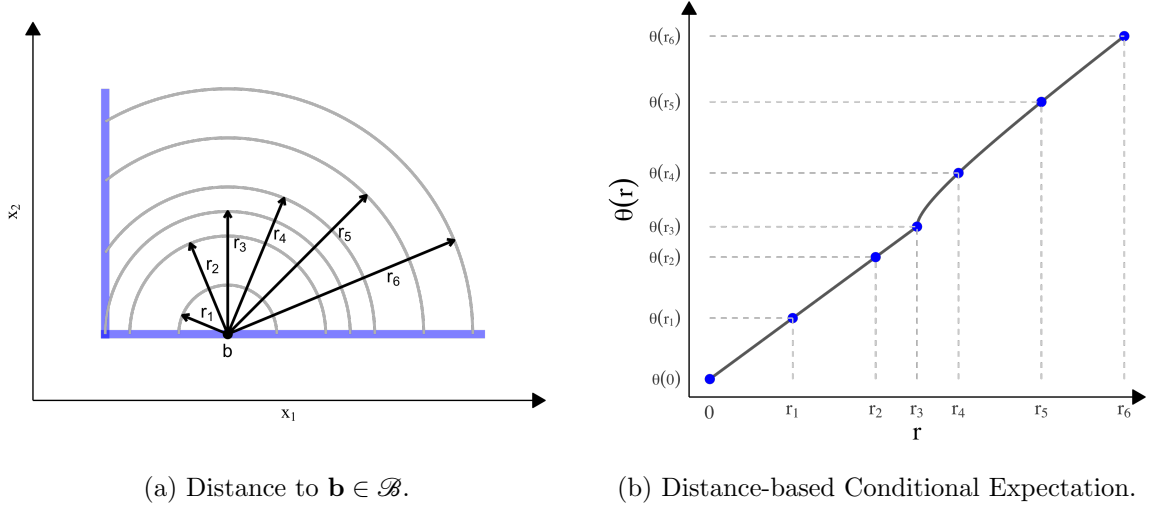 x₂
r₁
r₂
r₃
r₄
r₅
r₆
b
x₁
(a) Distance to b ∈ ℬ.
θ(r)
θ(r₆)
θ(r₅)
θ(r₄)
θ(r₃)
θ(r₂)
θ(r₁)
θ(0)
0 r₁ r₂ r₃ r₄ r₅ r₆
r
(b) Distance-based Conditional Expectation.